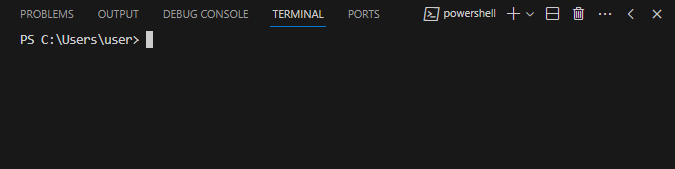 PROBLEMS OUTPUT DEBUG CONSOLE TERMINAL PORTS powershell
PS C:\Users\user>